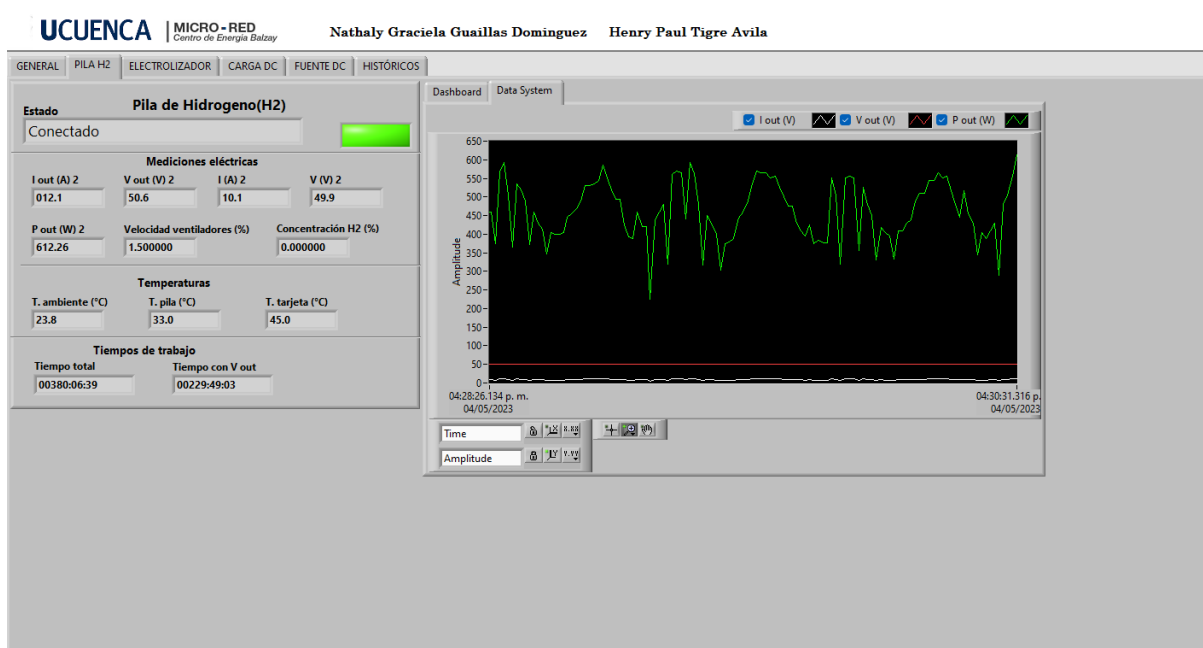 UCUENCA MICRO-RED
Centro de Energía Balzay
Nathaly Graciela Guaillas Dominguez Henry Paul Tigre Avila
GENERAL PILA H2 ELECTROLIZADOR CARGA DC FUENTE DC HISTÓRICOS
Pila de Hidrogeno(H2)
Estado
Conectado
Mediciones eléctricas
I out (A) 2 V out (V) 2 I (A) 2 V (V) 2
012.1 50.6 10.1 49.9
P out (W) 2 Velocidad ventiladores (%) Concentración H2 (%)
612.26 1.500000 0.000000
Temperaturas
T. ambiente (°C) T. pila (°C) T. tarjeta (°C)
23.8 33.0 45.0
Tiempos de trabajo
Tiempo total Tiempo con V out
00380:06:39 00229:49:03
Dashboard Data System
I out (V) V out (V) P out (W)
650
600
550
500
450
400
350
300
250
200
150
100
50
0
Amplitude
04:28:26.134 p. m. 04:30:31.316 p.
04/05/2023 04/05/2023
Time
Amplitude